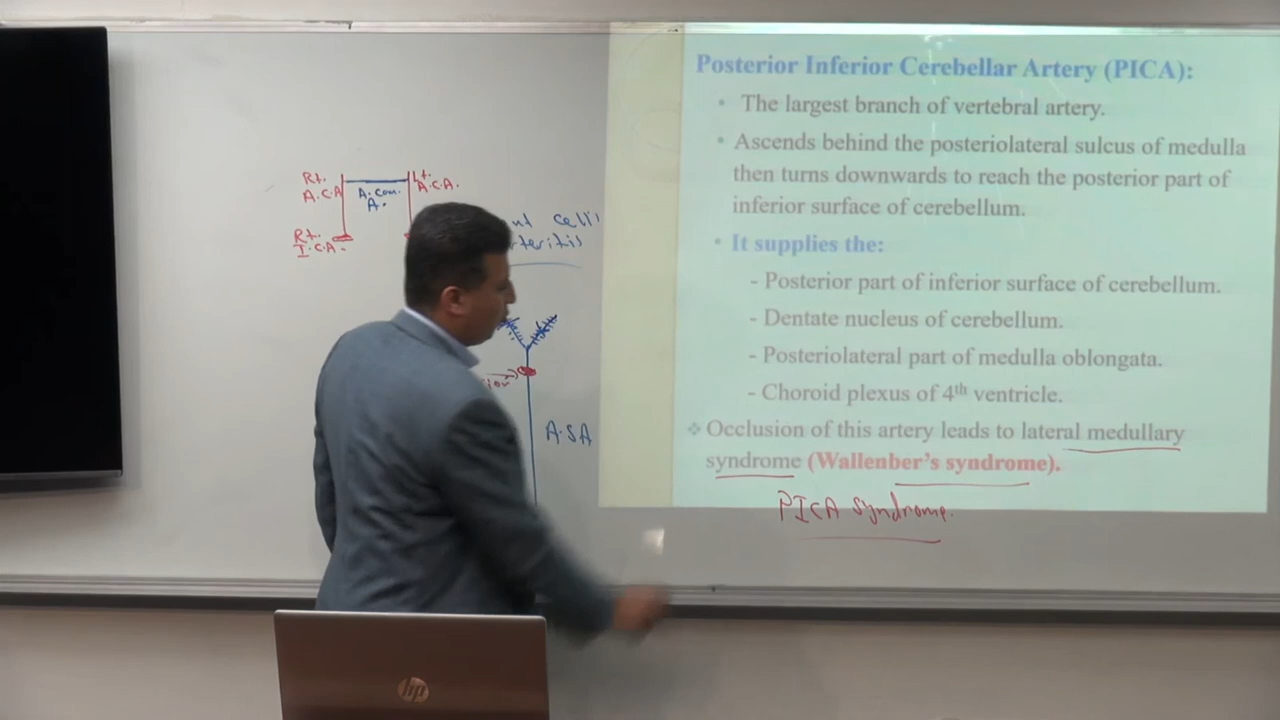 Posterior Inferior Cerebellar Artery (PICA):
• The largest branch of vertebral artery.
• Ascends behind the posteriolateral sulcus of medulla
then turns downwards to reach the posterior part of
inferior surface of cerebellum.
• It supplies the:
- Posterior part of inferior surface of cerebellum.
- Dentate nucleus of cerebellum.
- Posteriolateral part of medulla oblongata.
- Choroid plexus of 4th ventricle.
❖ Occlusion of this artery leads to lateral medullary
syndrome (Wallenber's syndrome).
PICA syndrome.
Rt.
A.C.A
A.Com.
A.
Lt.
A.C.A.
Rt.
I.C.A.
A.SA
hp